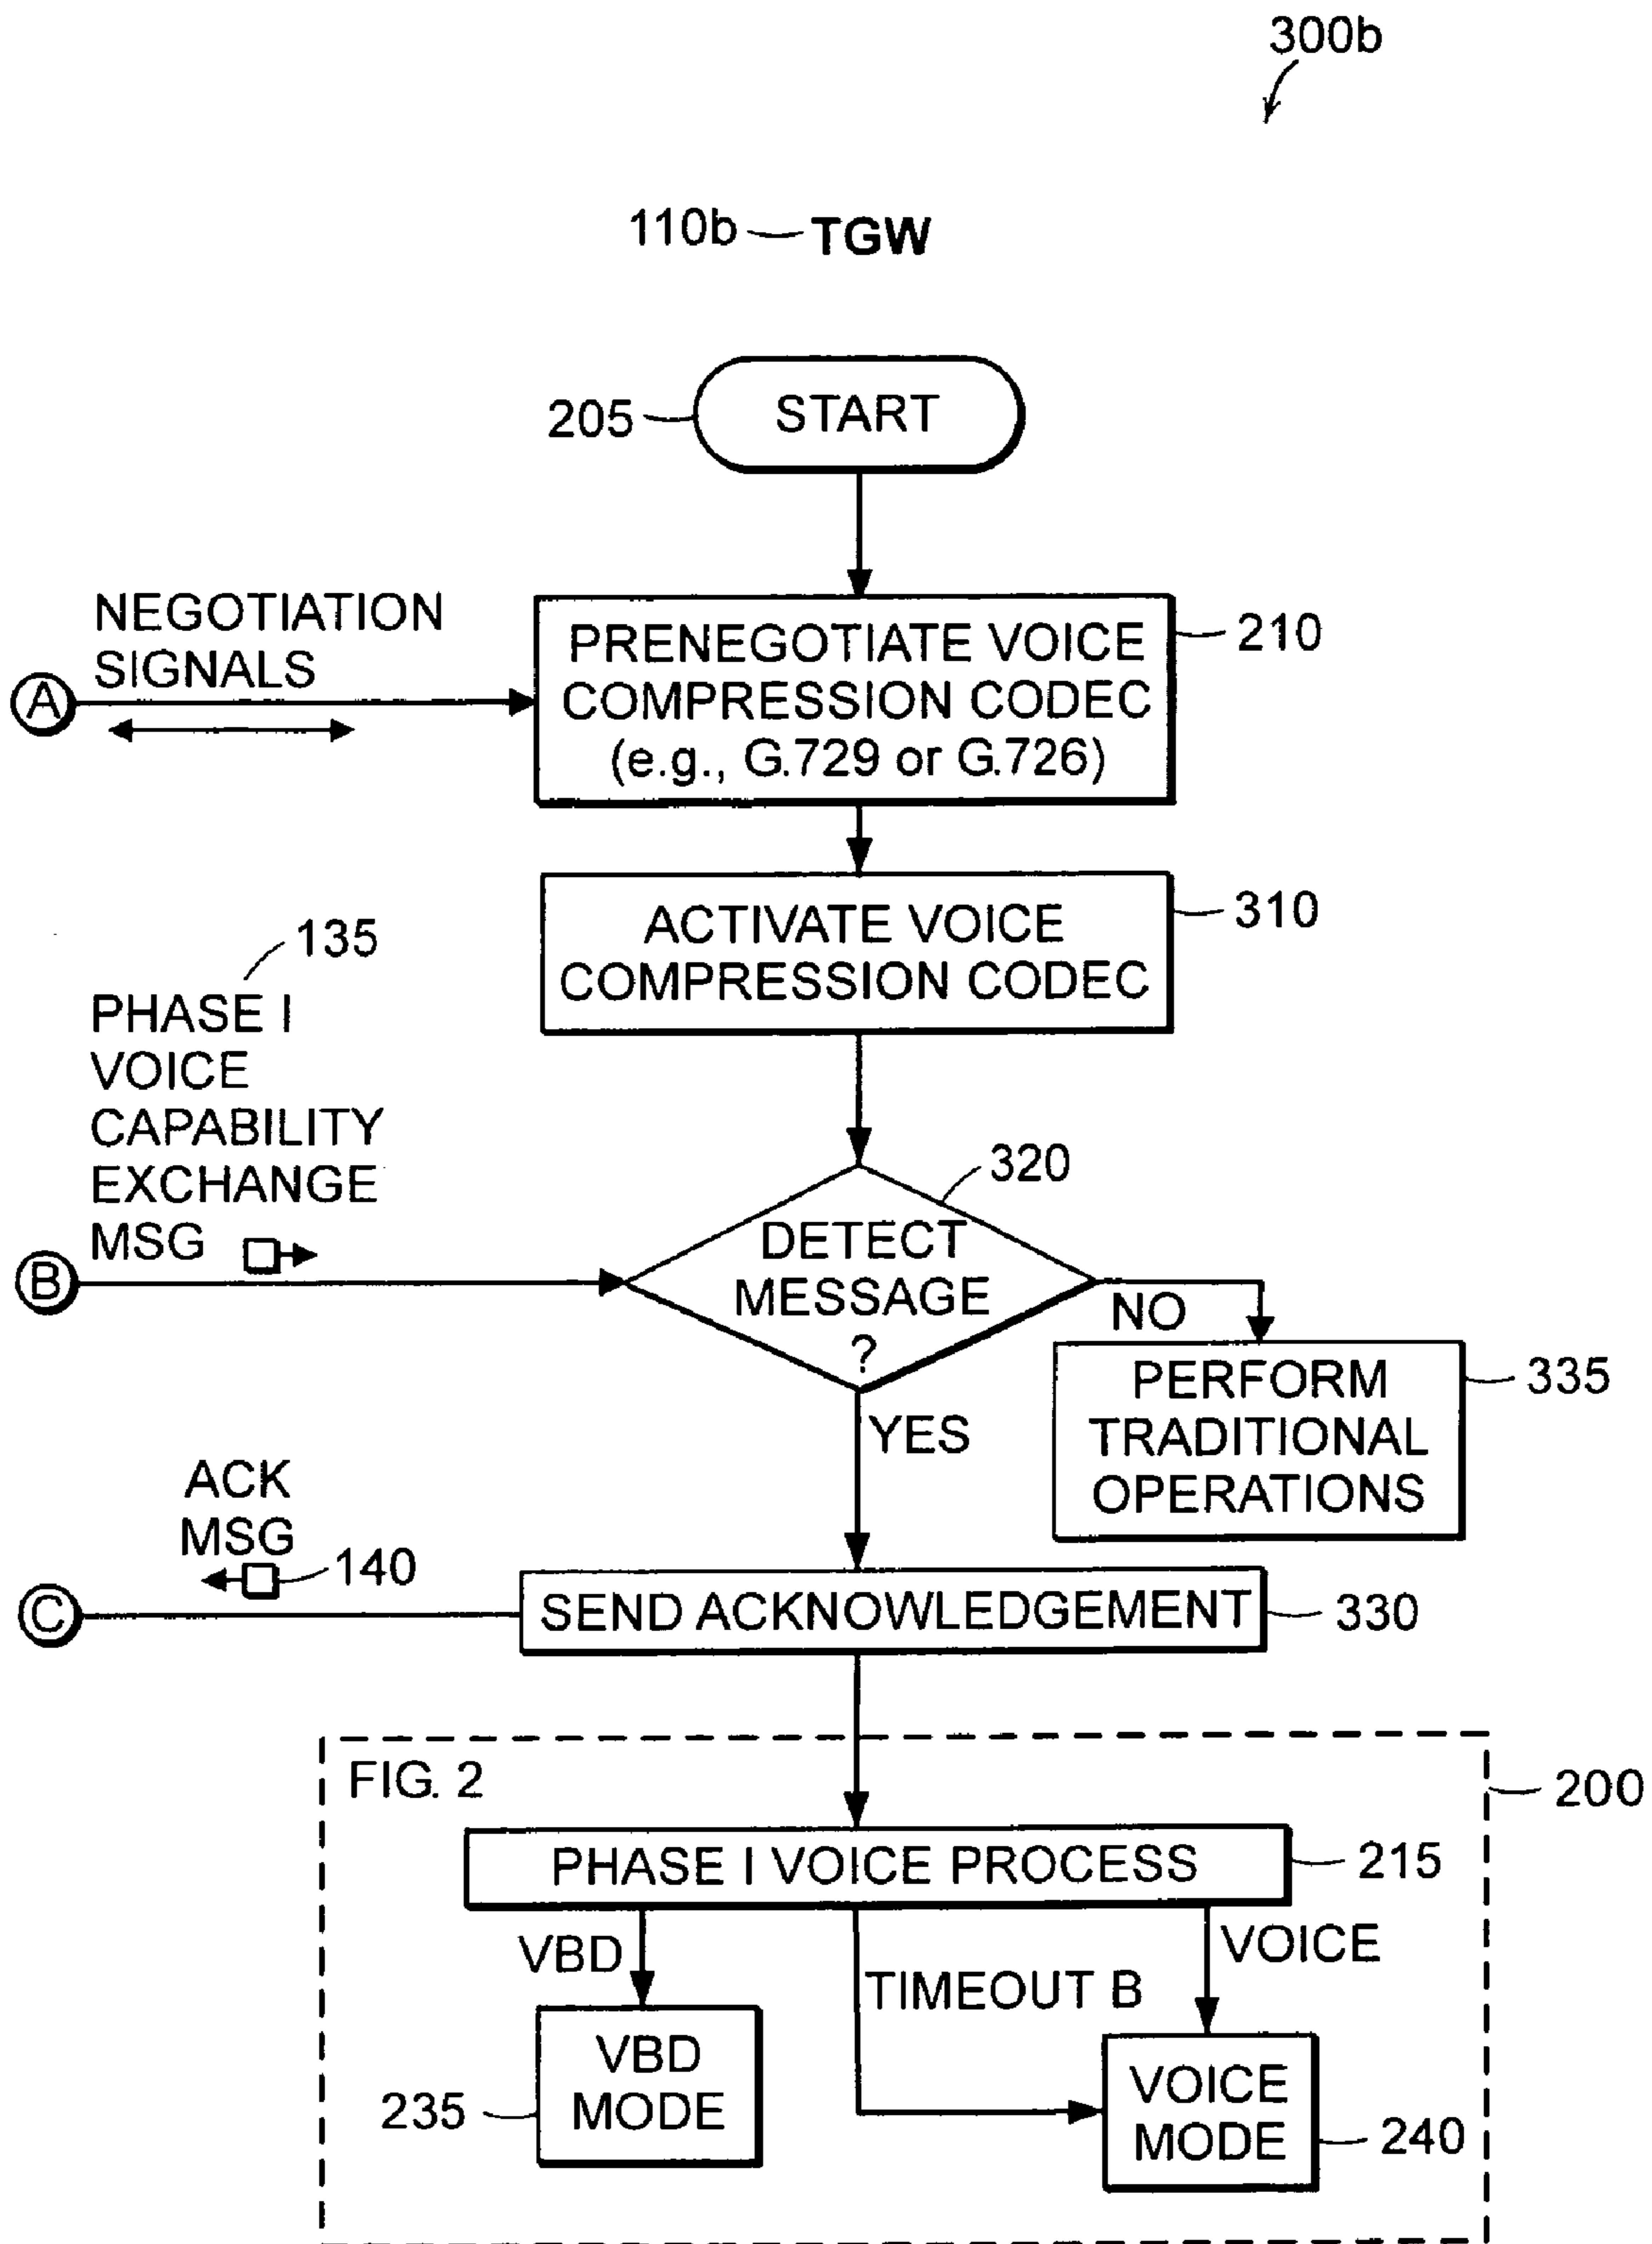 300b
110b TGW
205 START
NEGOTIATION
SIGNALS
A
PRENEGOTIATE VOICE
COMPRESSION CODEC
(e.g., G.729 or G.726)
210
ACTIVATE VOICE
COMPRESSION CODEC
310
135
PHASE I
VOICE
CAPABILITY
EXCHANGE
MSG
B
320
DETECT
MESSAGE
?
NO
PERFORM
TRADITIONAL
OPERATIONS
335
YES
ACK
MSG
140
C
SEND ACKNOWLEDGEMENT
330
FIG. 2
200
PHASE I VOICE PROCESS
215
VBD
TIMEOUT B
VOICE
VBD
MODE
235
VOICE
MODE
240